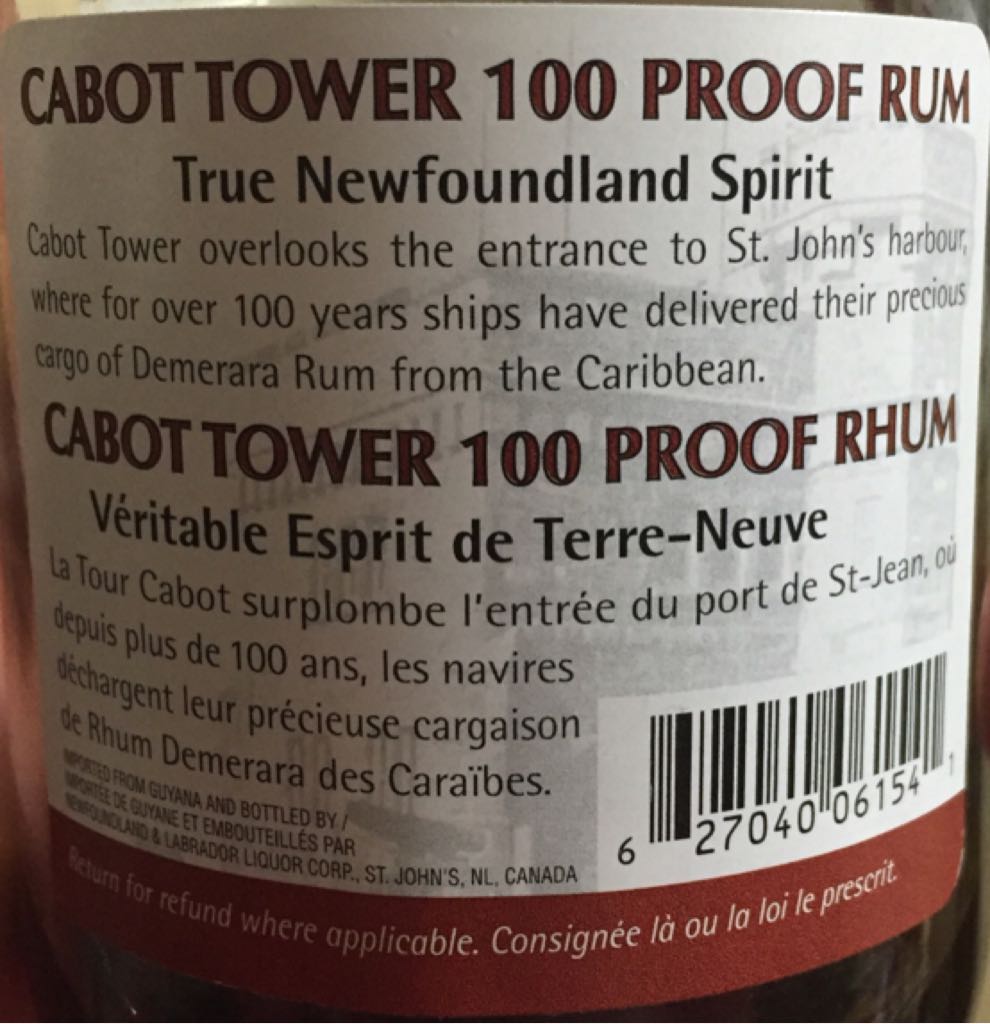 CABOT TOWER 100 PROOF RUM
True Newfoundland Spirit
Cabot Tower overlooks the entrance to St. John's harbour,
where for over 100 years ships have delivered their precious
cargo of Demerara Rum from the Caribbean.
CABOT TOWER 100 PROOF RHUM
Véritable Esprit de Terre-Neuve
La Tour Cabot surplombe l'entrée du port de St-Jean, où
depuis plus de 100 ans, les navires
déchargent leur précieuse cargaison
de Rhum Demerara des Caraïbes.
IMPORTED FROM GUYANA AND BOTTLED BY /
IMPORTÉE DE GUYANE ET EMBOUTEILLÉS PAR
NEWFOUNDLAND & LABRADOR LIQUOR CORP., ST. JOHN'S, NL, CANADA
6 27040 06154 1
Return for refund where applicable. Consignée là ou la loi le prescrit.